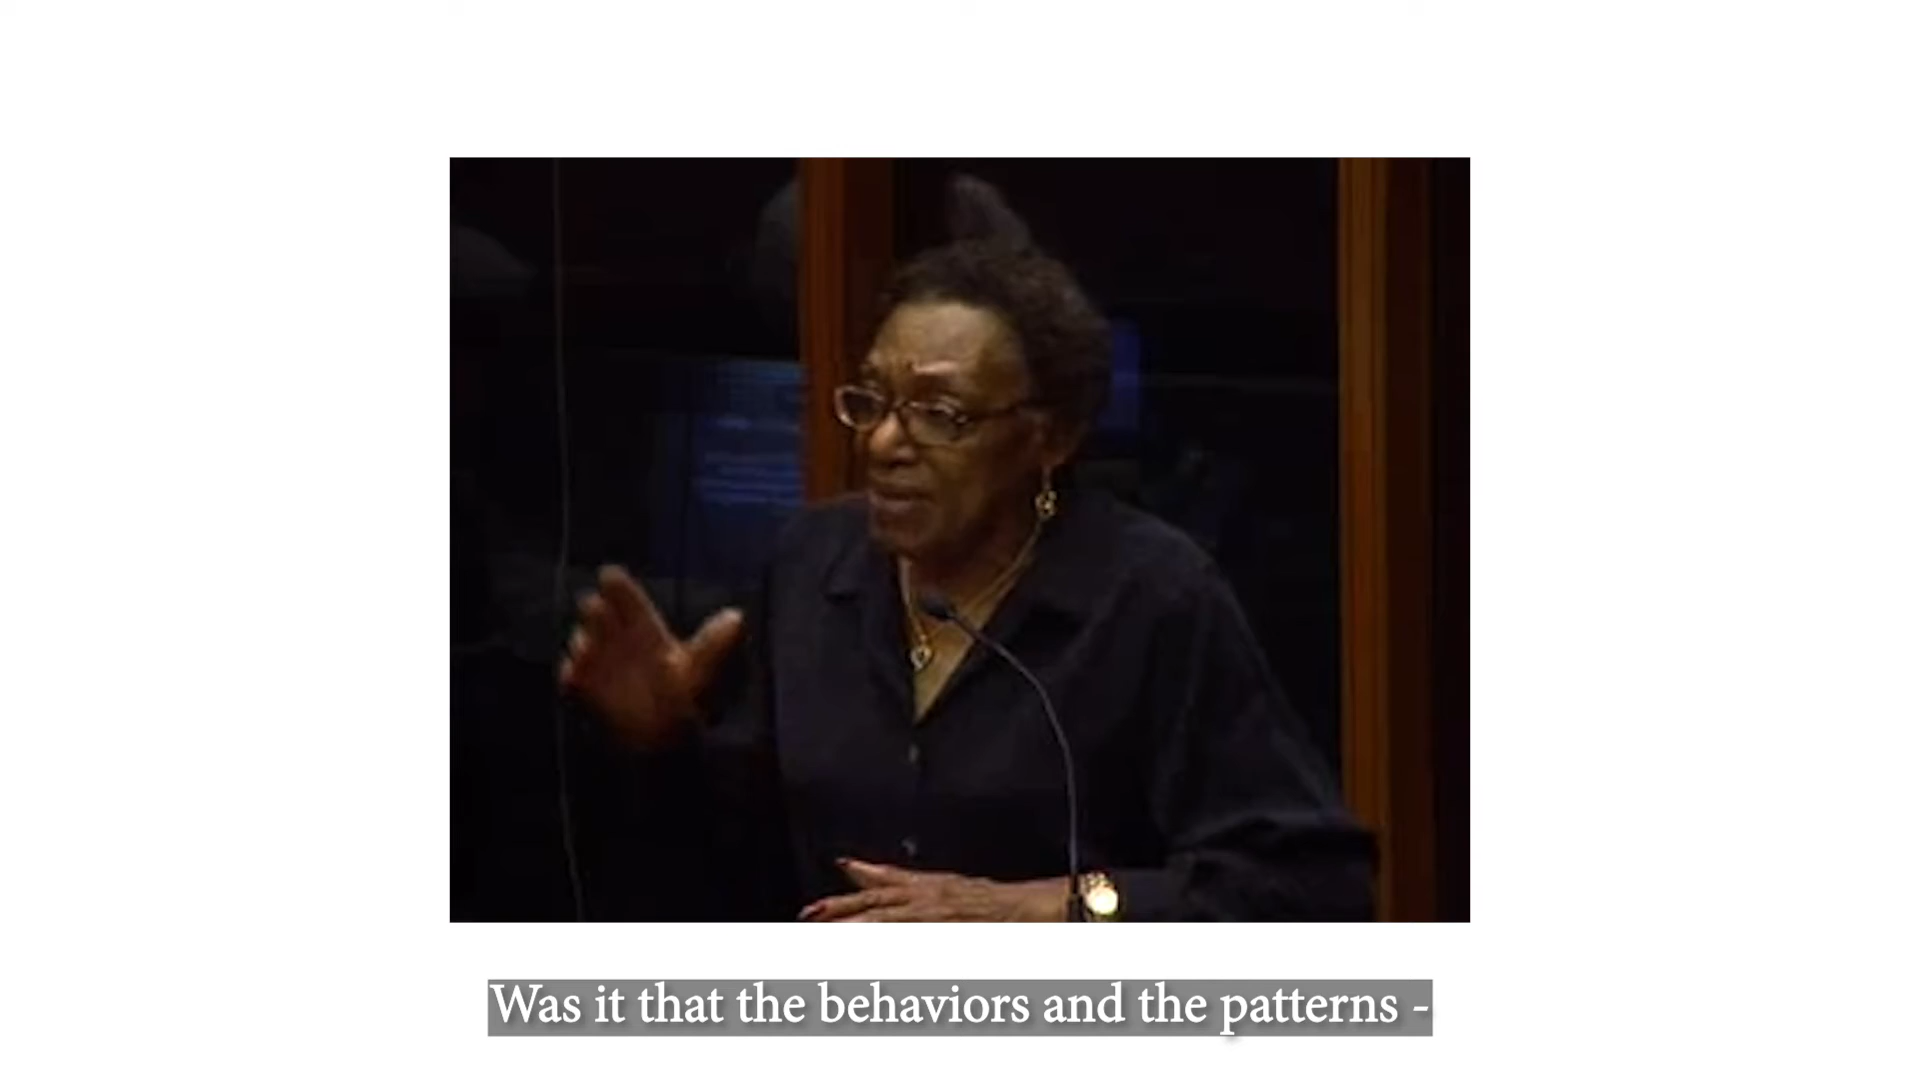 Was it that the behaviors and the patterns -